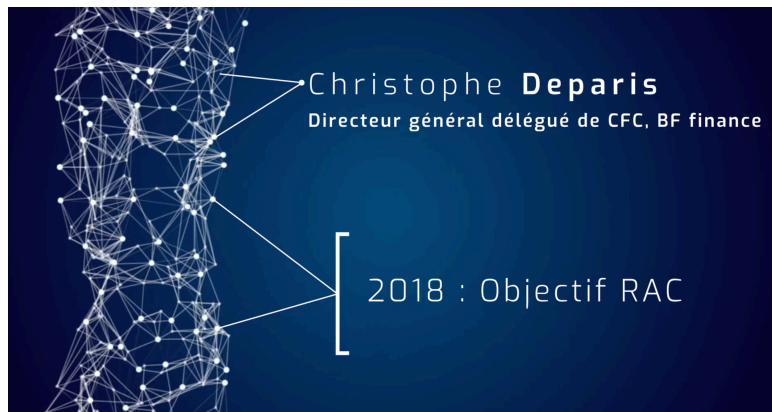 Christophe Deparis
Directeur général délégué de CFC, BF finance
2018 : Objectif RAC